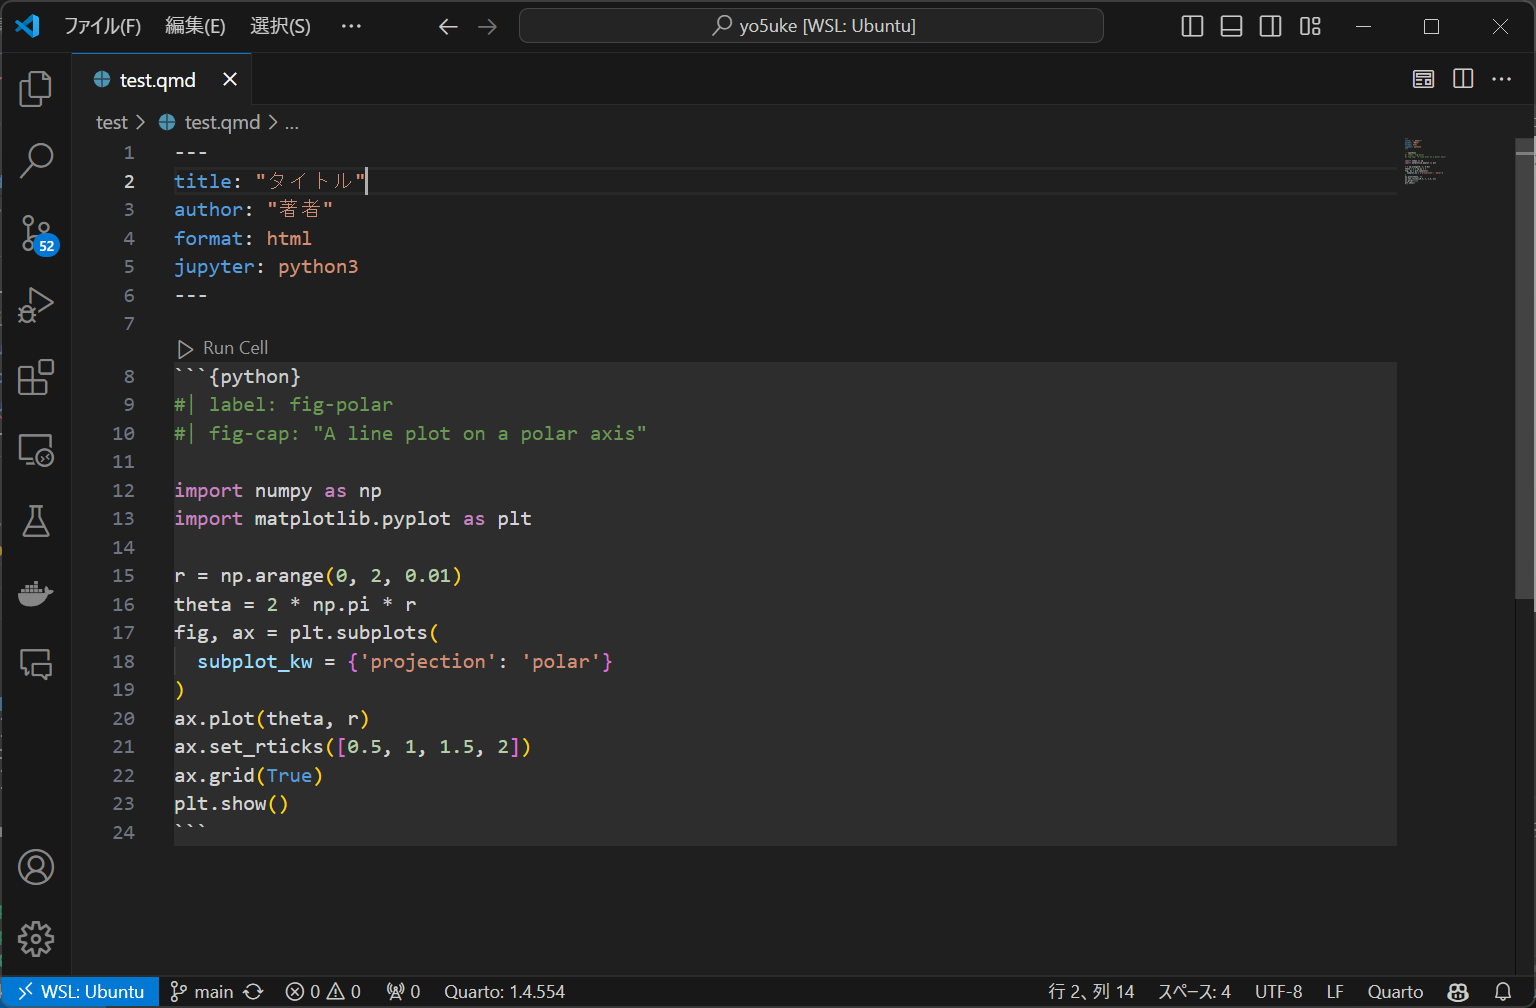 ファイル(F) 編集(E) 選択(S) ··· yo5uke [WSL: Ubuntu]
test.qmd
test > test.qmd > ...
1 ---
2 title: "タイトル"
3 author: "著者"
4 format: html
5 jupyter: python3
6 ---
7
Run Cell
8 ```{python}
9 #| label: fig-polar
10 #| fig-cap: "A line plot on a polar axis"
11
12 import numpy as np
13 import matplotlib.pyplot as plt
14
15 r = np.arange(0, 2, 0.01)
16 theta = 2 * np.pi * r
17 fig, ax = plt.subplots(
18   subplot_kw = {'projection': 'polar'}
19 )
20 ax.plot(theta, r)
21 ax.set_rticks([0.5, 1, 1.5, 2])
22 ax.grid(True)
23 plt.show()
24 ```
52
WSL: Ubuntu main 0 0 0 Quarto: 1.4.554 行 2、列 14 スペース: 4 UTF-8 LF Quarto